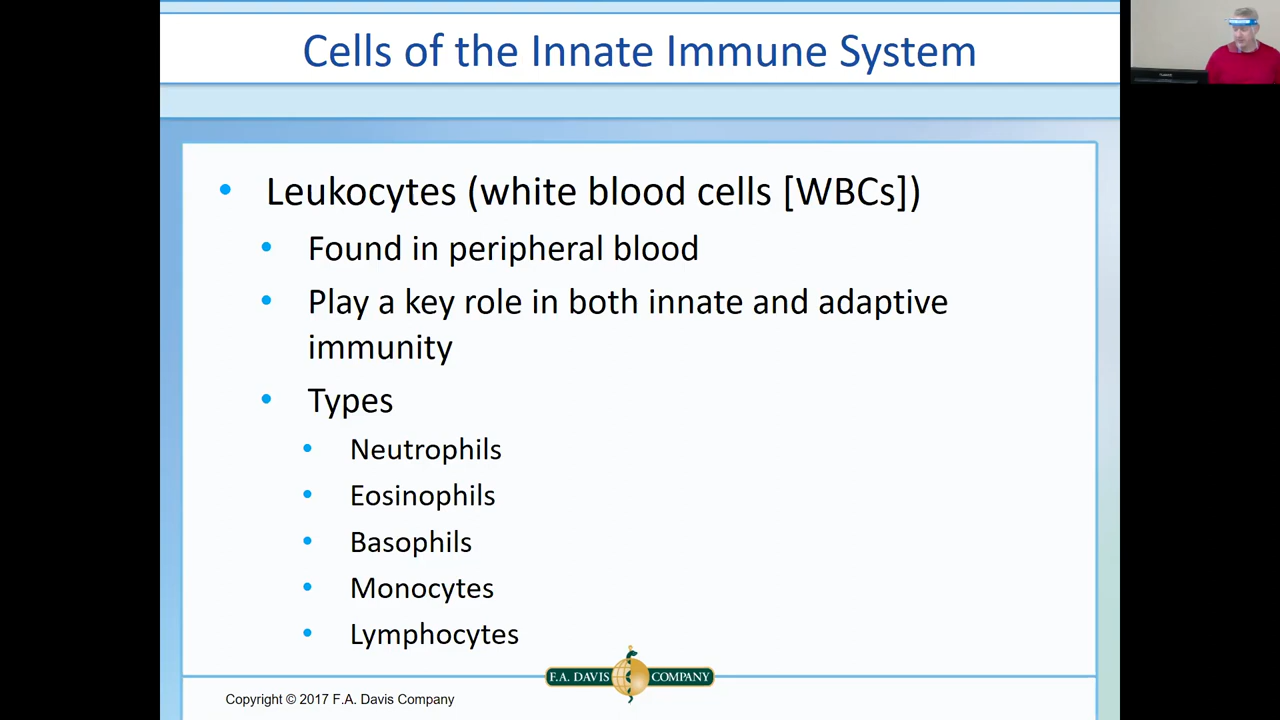 Cells of the Innate Immune System
Leukocytes (white blood cells [WBCs])
Found in peripheral blood
Play a key role in both innate and adaptive
immunity
Types
Neutrophils
Eosinophils
Basophils
Monocytes
Lymphocytes
F.A. DAVIS COMPANY
Copyright © 2017 F.A. Davis Company